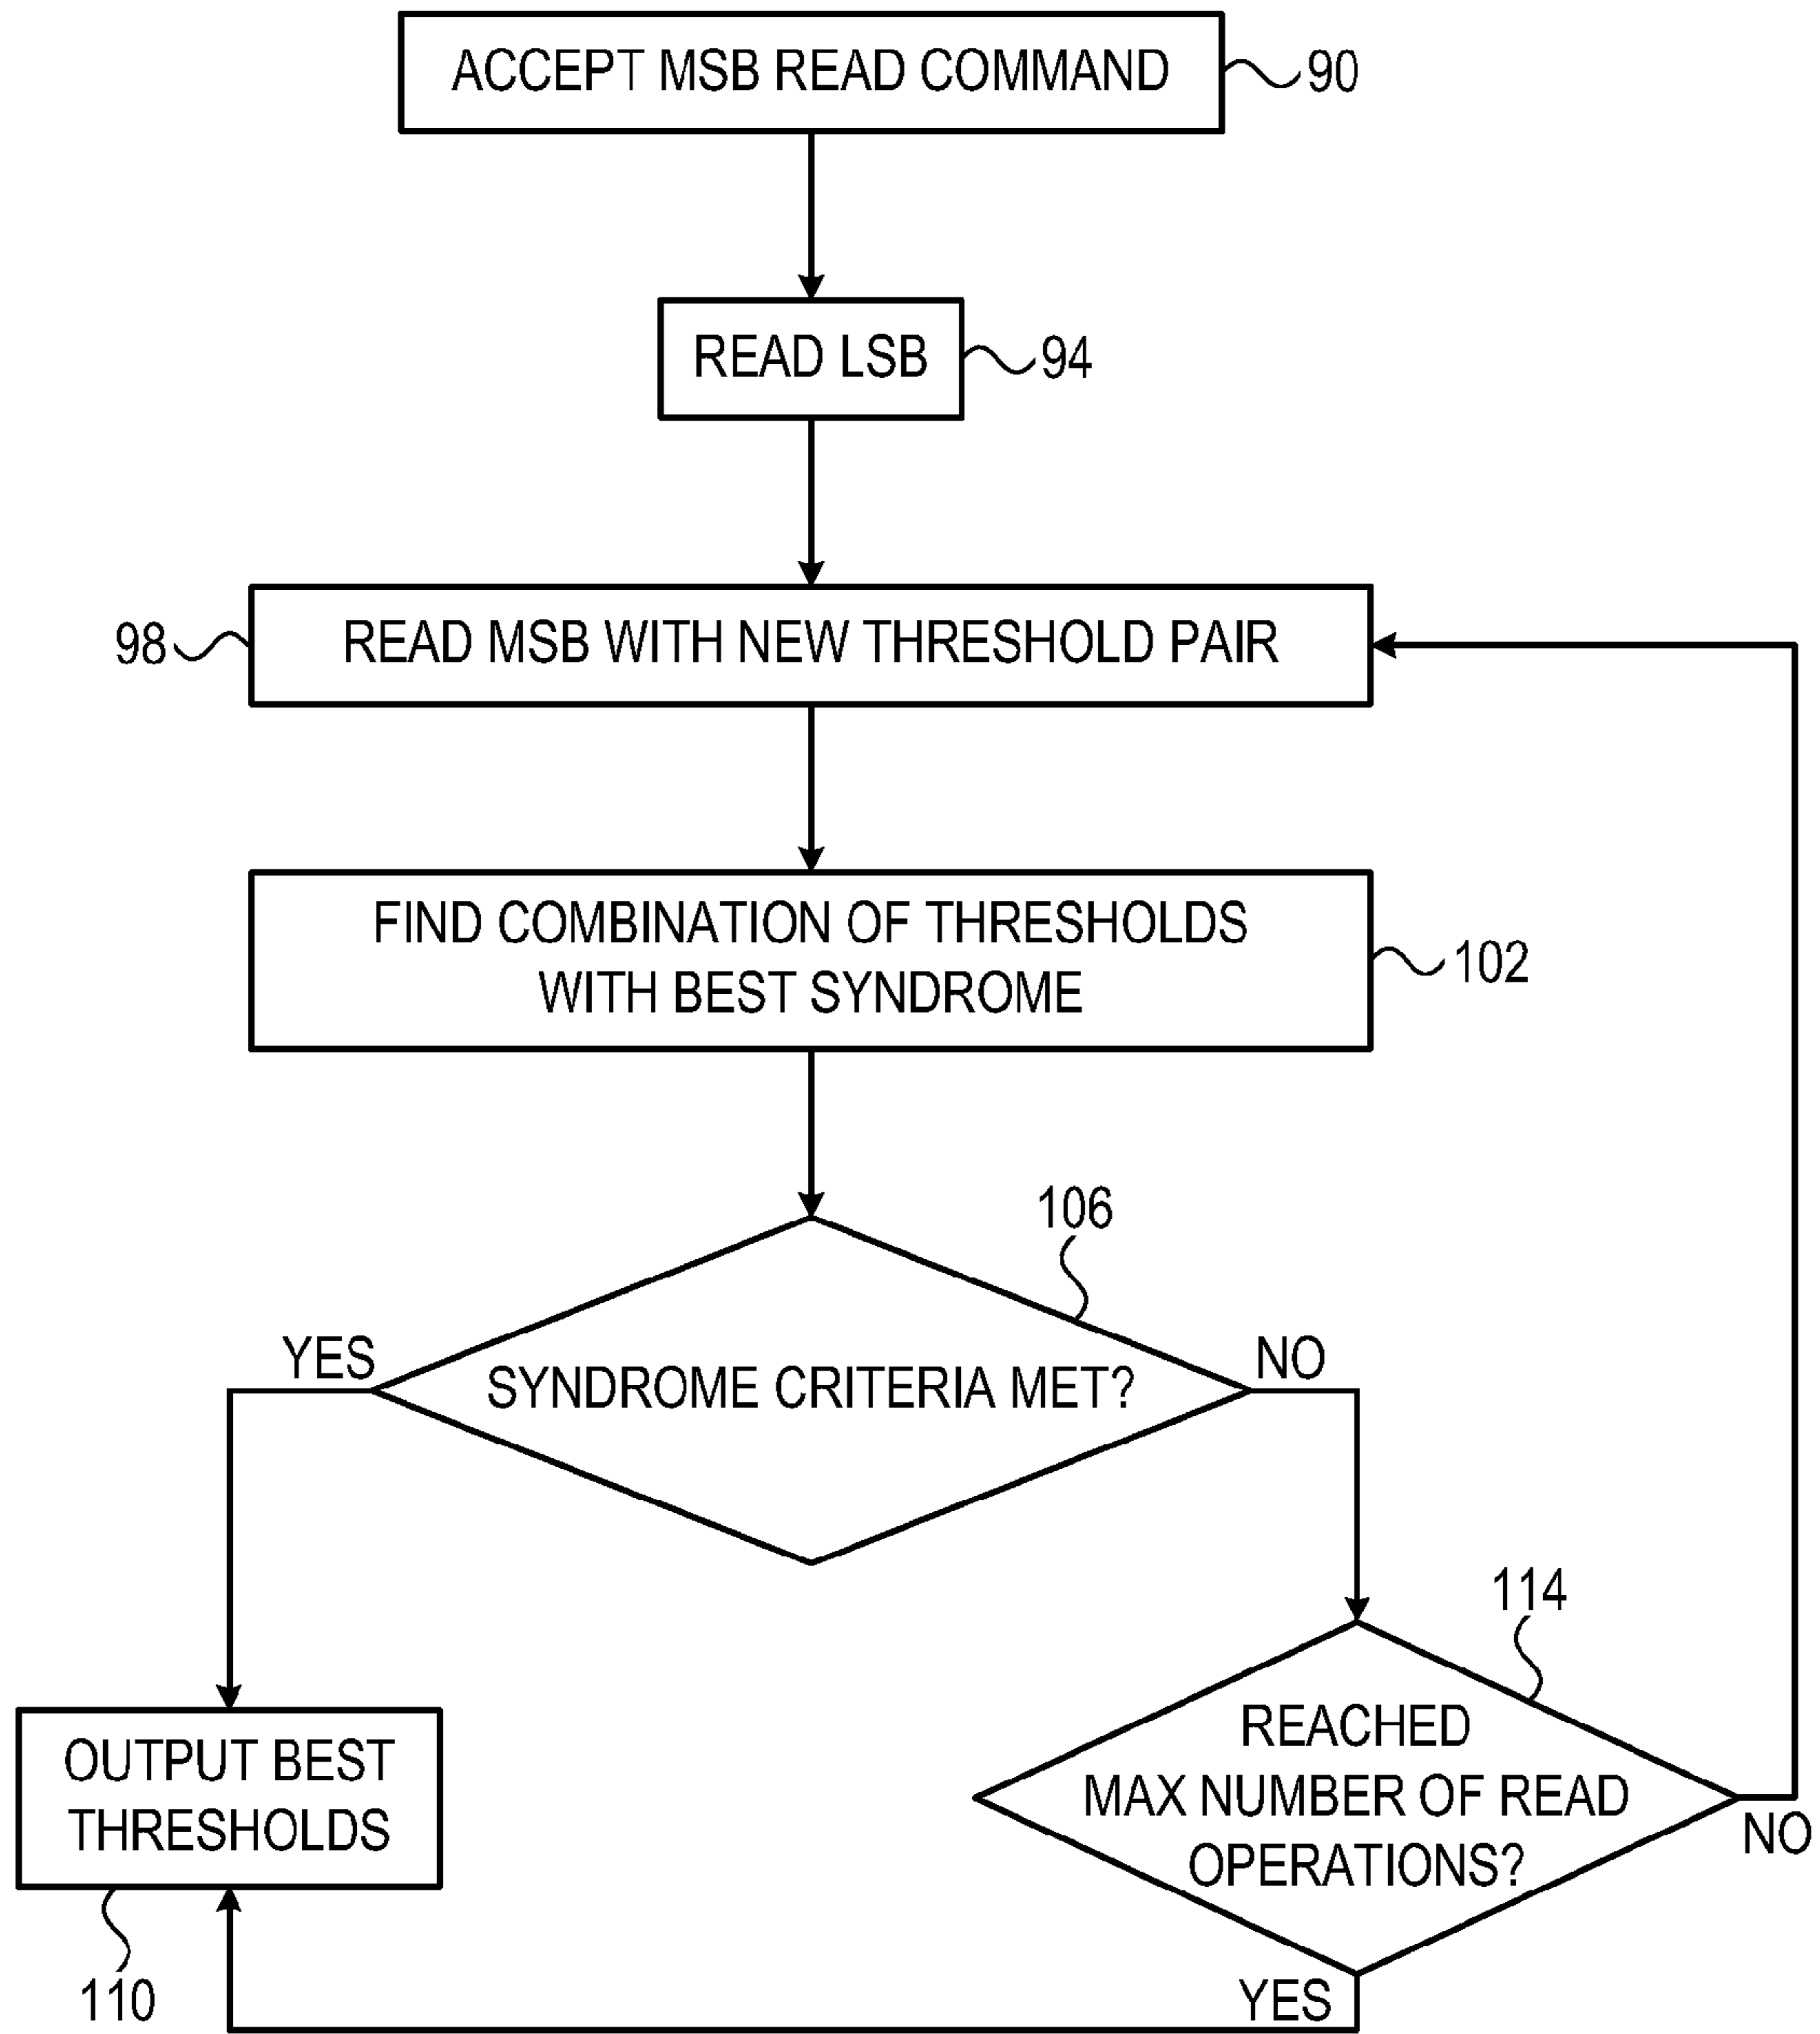 ACCEPT MSB READ COMMAND
90
READ LSB
94
98
READ MSB WITH NEW THRESHOLD PAIR
FIND COMBINATION OF THRESHOLDS
WITH BEST SYNDROME
102
106
YES
SYNDROME CRITERIA MET?
NO
114
OUTPUT BEST
THRESHOLDS
110
REACHED
MAX NUMBER OF READ
OPERATIONS?
NO
YES